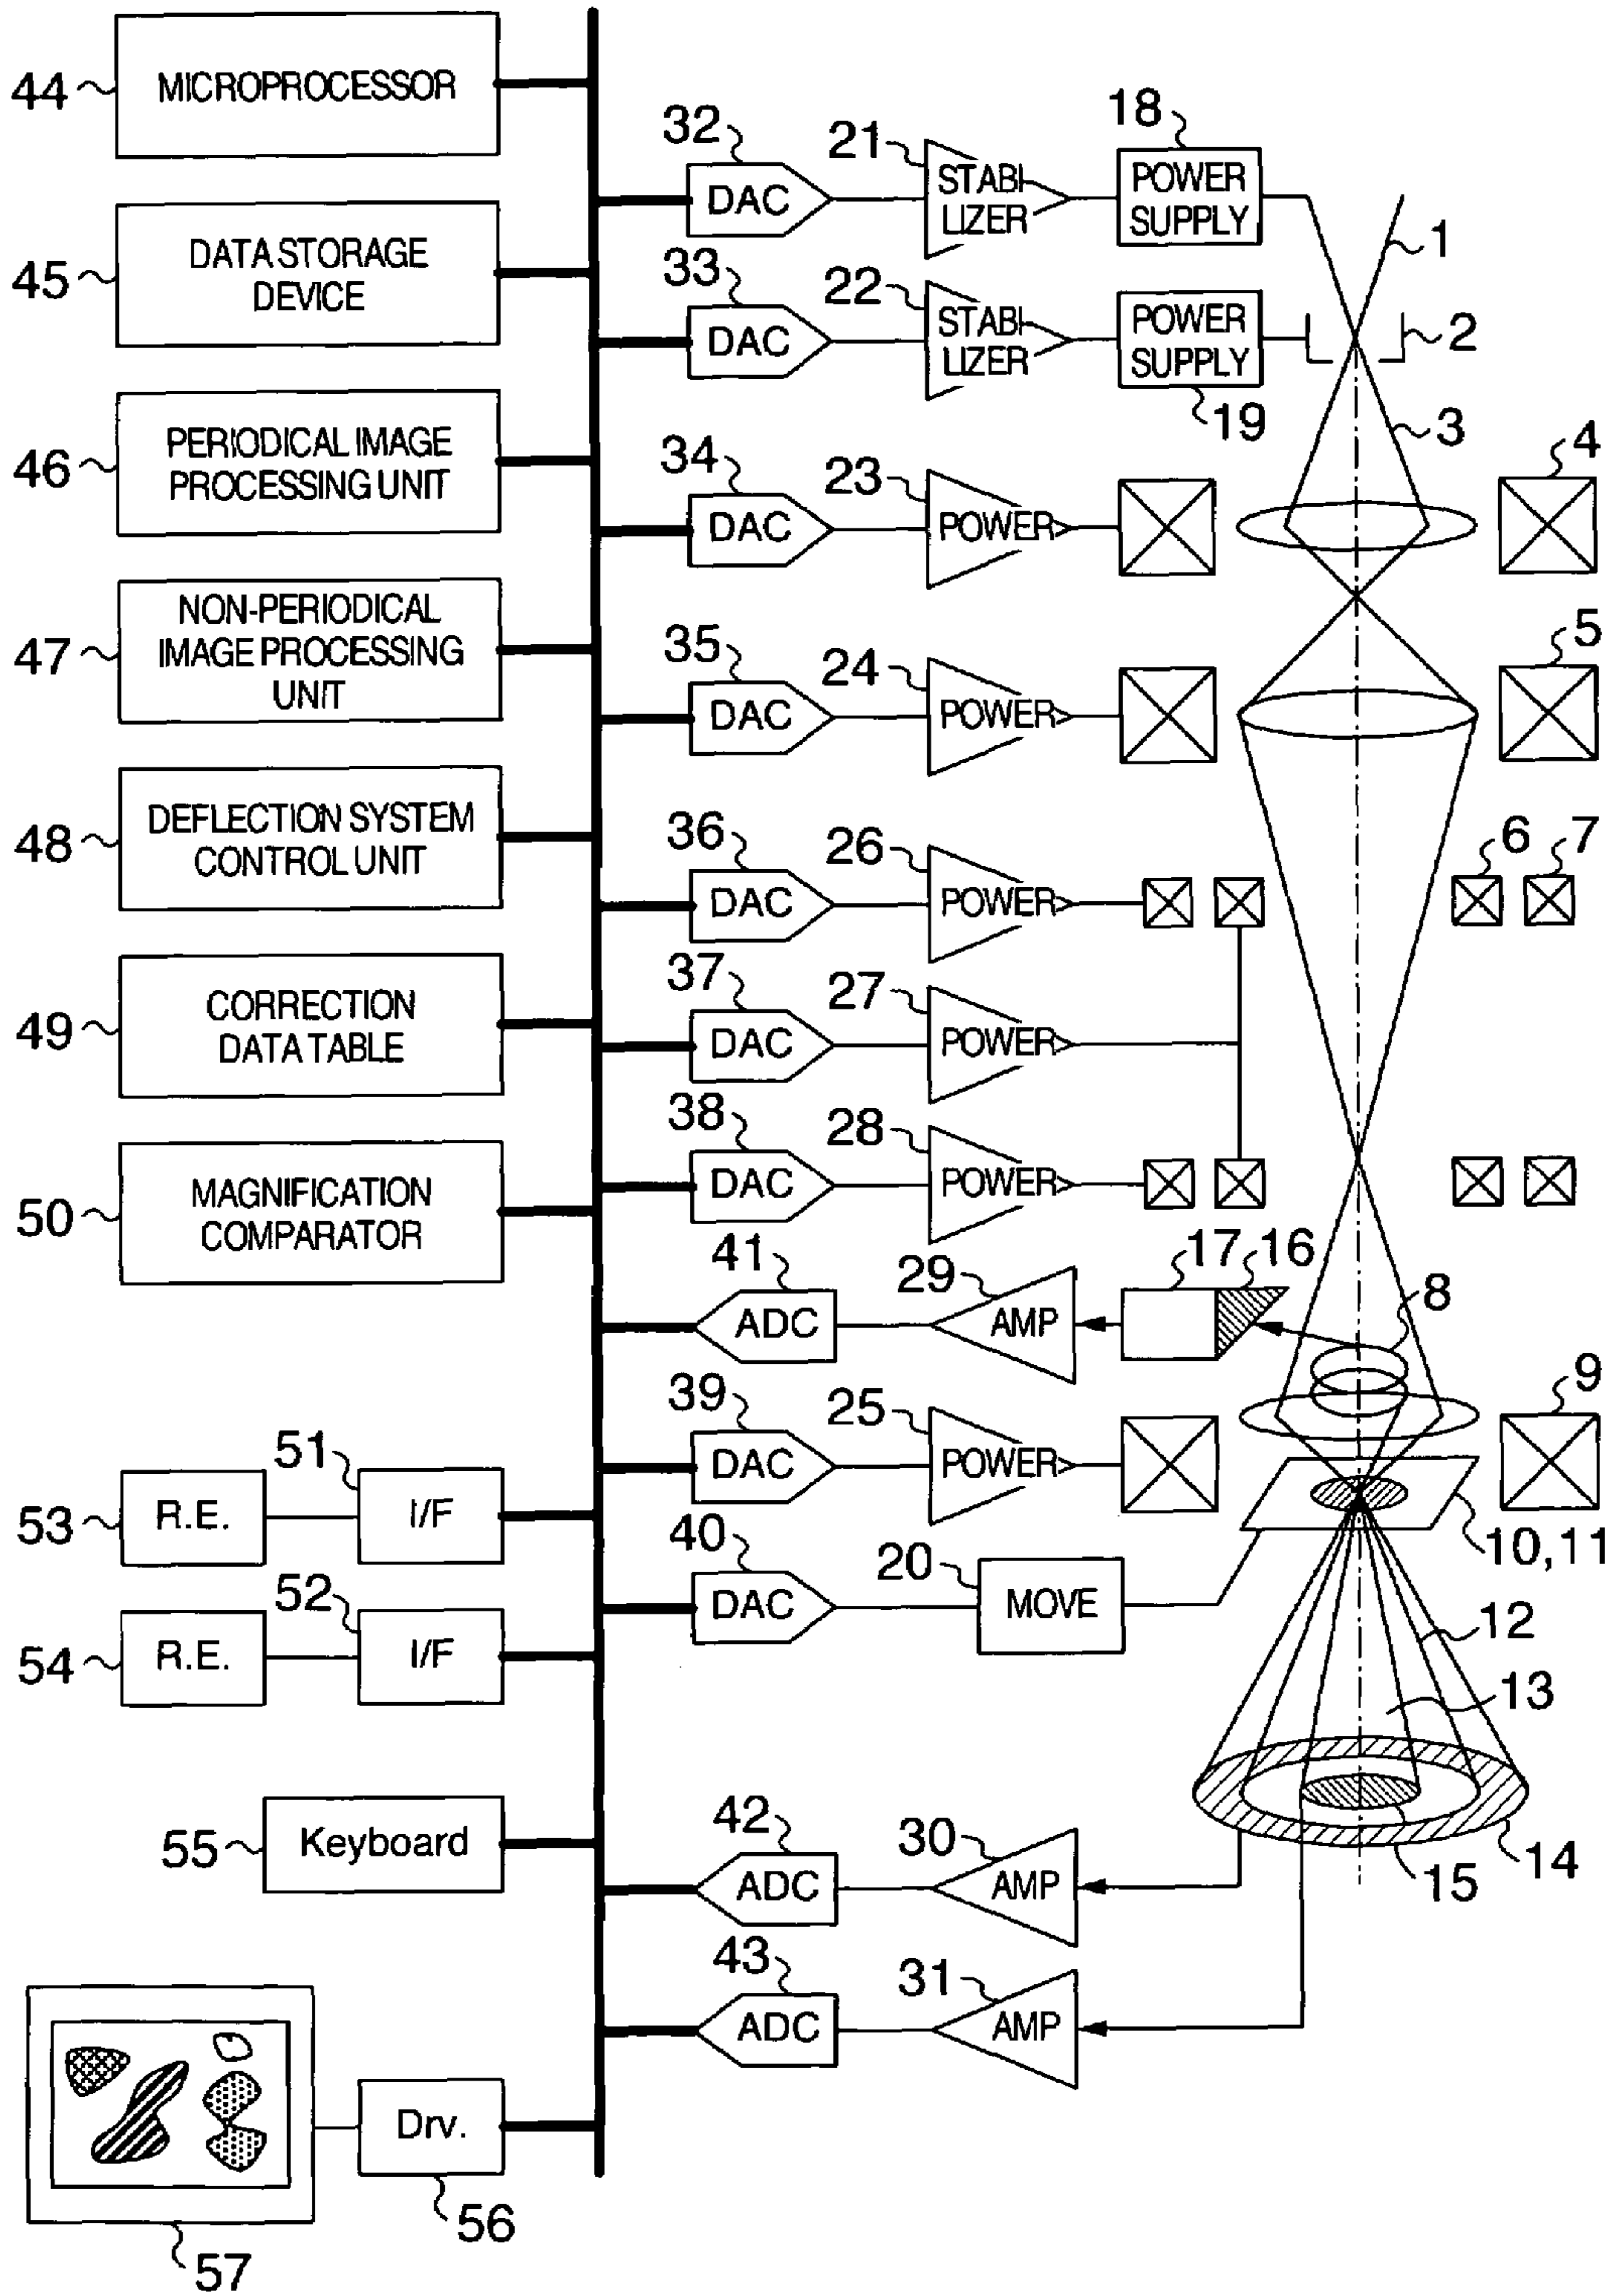 44
MICROPROCESSOR
45
DATA STORAGE
DEVICE
46
PERIODICAL IMAGE
PROCESSING UNIT
47
NON-PERIODICAL
IMAGE PROCESSING
UNIT
48
DEFLECTION SYSTEM
CONTROL UNIT
49
CORRECTION
DATA TABLE
50
MAGNIFICATION
COMPARATOR
53
R.E.
51
I/F
54
R.E.
52
I/F
55
Keyboard
57
Drv.
56
32
DAC
21
STABI
LIZER
18
POWER
SUPPLY
1
33
DAC
22
STABI
LIZER
POWER
SUPPLY
19
2
3
34
DAC
23
POWER
4
35
DAC
24
POWER
5
36
DAC
26
POWER
6
7
37
DAC
27
POWER
38
DAC
28
POWER
41
ADC
29
AMP
17
16
8
39
DAC
25
POWER
9
10,11
40
DAC
20
MOVE
12
13
14
15
42
ADC
30
AMP
43
ADC
31
AMP